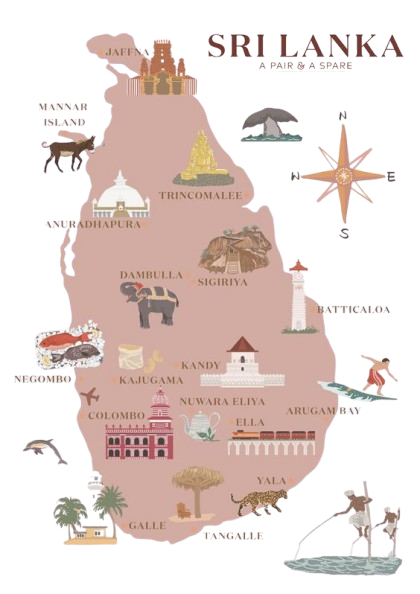 SRI LANKA
A PAIR & A SPARE
JAFFNA
MANNAR
ISLAND
N
W
E
S
TRINCOMALEE
ANURADHAPURA
DAMBULLA
SIGIRIYA
BATTICALOA
KANDY
NEGOMBO
KAJUGAMA
NUWARA ELIYA
ARUGAM BAY
COLOMBO
ELLA
YALA
GALLE
TANGALLE